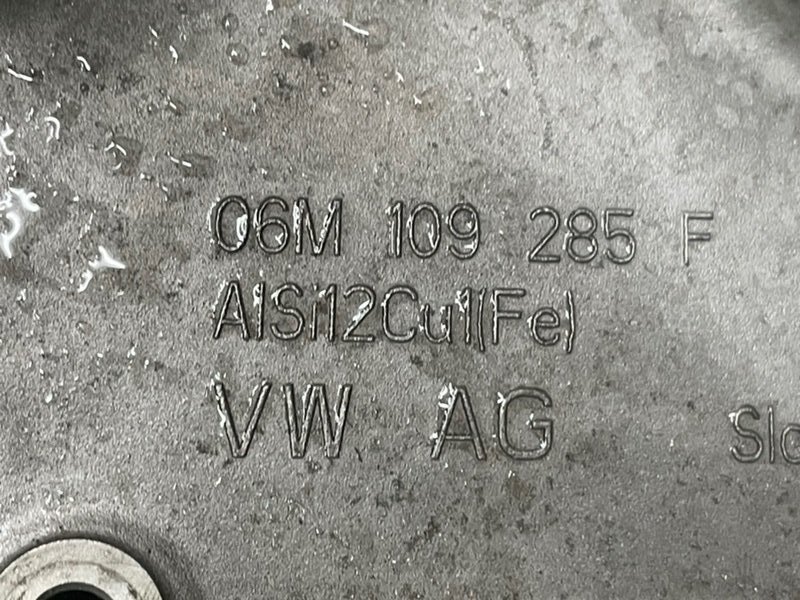 06M 109 285 F
AlSi12Cu1(Fe)
VW AG